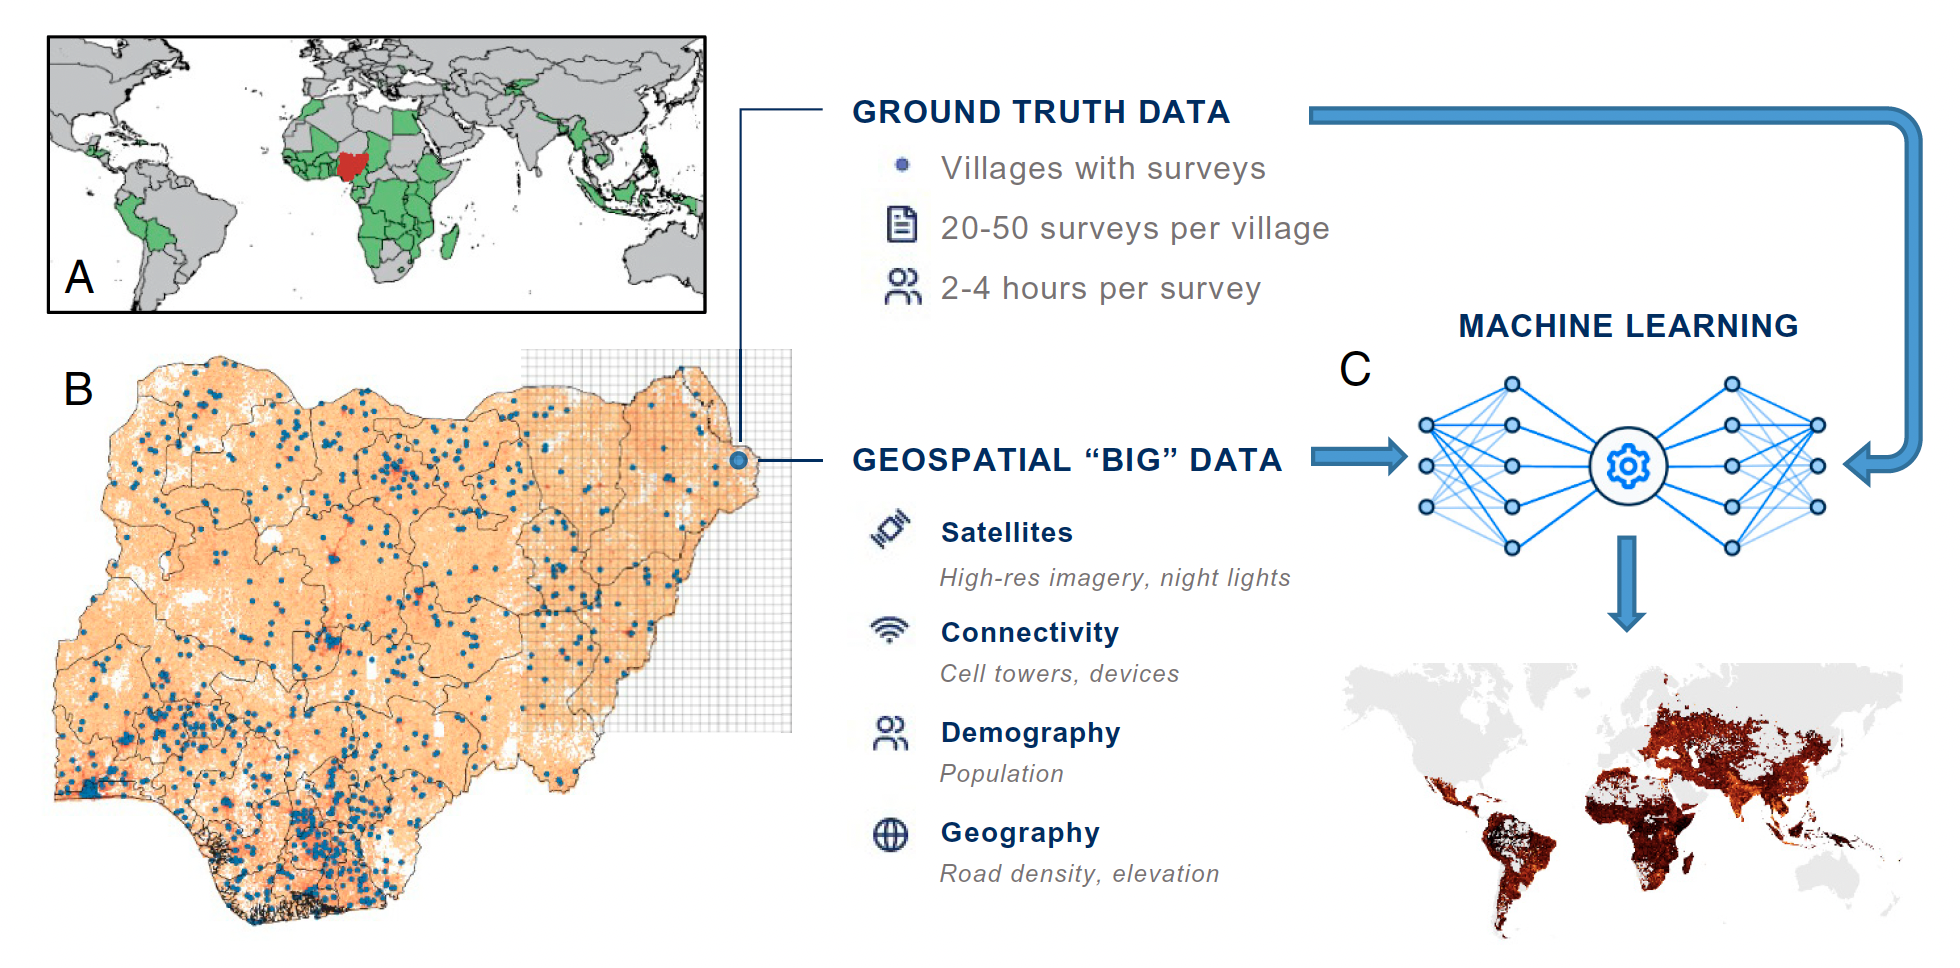 A
B
GROUND TRUTH DATA
Villages with surveys
20-50 surveys per village
2-4 hours per survey
GEOSPATIAL “BIG” DATA
Satellites
High-res imagery, night lights
Connectivity
Cell towers, devices
Demography
Population
Geography
Road density, elevation
MACHINE LEARNING
C